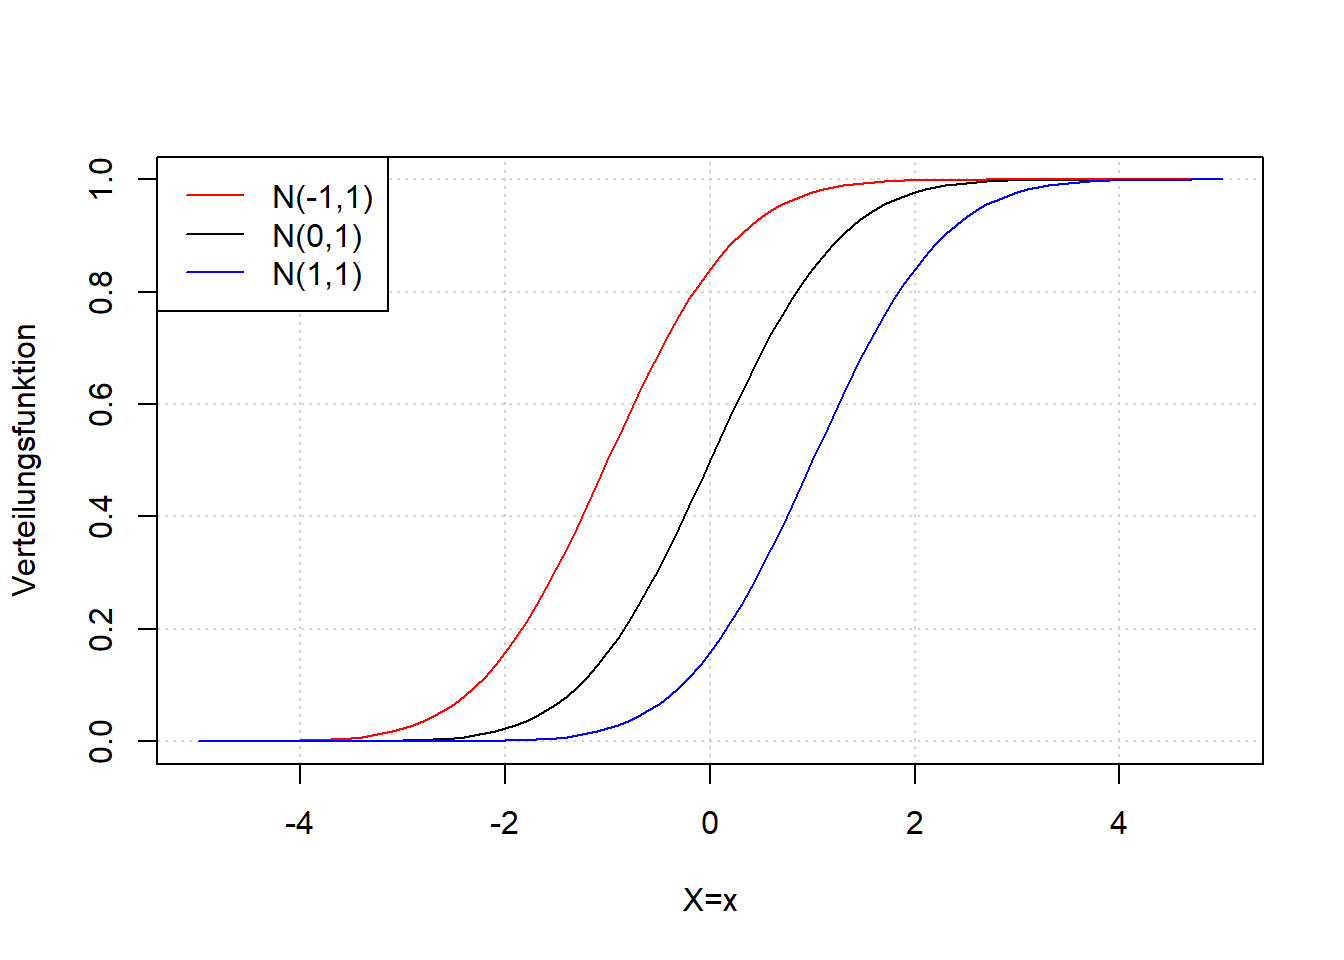 N(-1,1)
N(0,1)
N(1,1)
Verteilungsfunktion
1.0
0.8
0.6
0.4
0.2
0.0
-4 -2 0 2 4
X=x